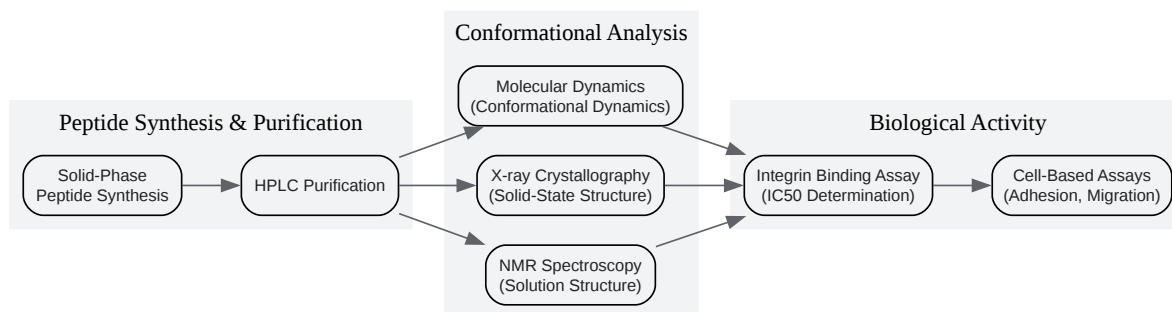 Peptide Synthesis & Purification
Solid-Phase
Peptide Synthesis
HPLC Purification
Conformational Analysis
Molecular Dynamics
(Conformational Dynamics)
X-ray Crystallography
(Solid-State Structure)
NMR Spectroscopy
(Solution Structure)
Biological Activity
Integrin Binding Assay
(IC50 Determination)
Cell-Based Assays
(Adhesion, Migration)